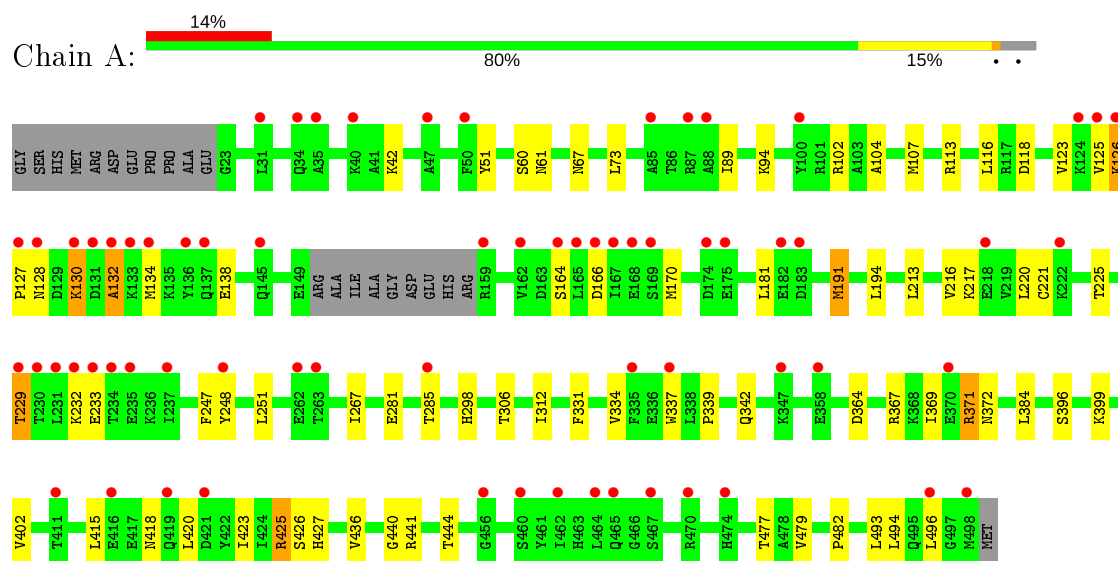 14%
Chain A:
80% 15% • •
GLY SER HIS MET ARG ASP GLU PRO PRO ALA GLU G23 L31 Q34 A35 K40 A41 K42 A47 F50 Y51 S60 N61 N67 L73 A85 T86 R87 A88 I89 K94 Y100 R101 R102 A103 A104 M107 R113 L116 R117 D118 V123 K124 V125 K126
P127 N128 D129 K130 D131 A132 K133 M134 K135 Y136 Q137 E138 Q145 E149 ARG ALA ILE ALA GLY ASP GLU HIS ARG R159 V162 D163 S164 L165 D166 I167 E168 S169 M170 D174 E175 L181 E182 D183 M191 L194 L213 V216 K217 E218 V219 L220 C221 K222 T225
T229 T230 L231 K232 E233 T234 E235 K236 I237 F247 Y248 L251 E262 T263 I267 E281 T285 H298 T306 I312 F331 V334 F335 E336 W337 L338 P339 Q342 K347 E358 D364 R367 K368 I369 E370 R371 N372 L384 S396 K399
V402 T411 L415 E416 E417 N418 Q419 L420 D421 Y422 I423 I424 R425 S426 H427 V436 G440 R441 T444 G456 S460 Y461 I462 H463 L464 Q465 G466 S467 R470 H474 T477 A478 V479 P482 L493 L494 Q495 L496 G497 M498 MET